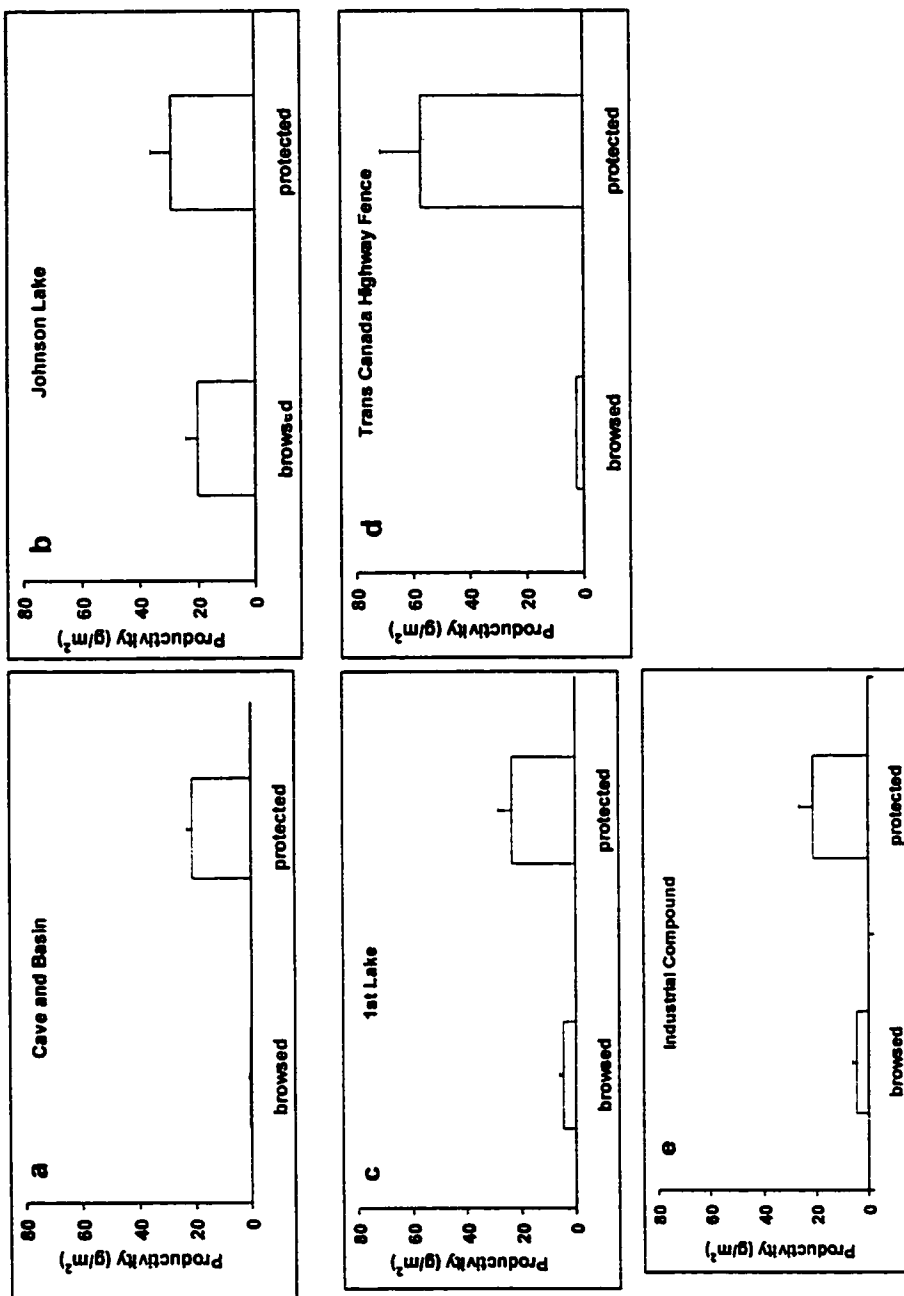 a
Cave and Basin
Productivity (g/m²)
80
60
40
20
0
browsed
protected
b
Johnson Lake
Productivity (g/m²)
80
60
40
20
0
browsed
protected
c
1st Lake
Productivity (g/m²)
80
60
40
20
0
browsed
protected
d
Trans Canada Highway Fence
Productivity (g/m²)
80
60
40
20
0
browsed
protected
e
Industrial Compound
Productivity (g/m²)
80
60
40
20
0
browsed
protected